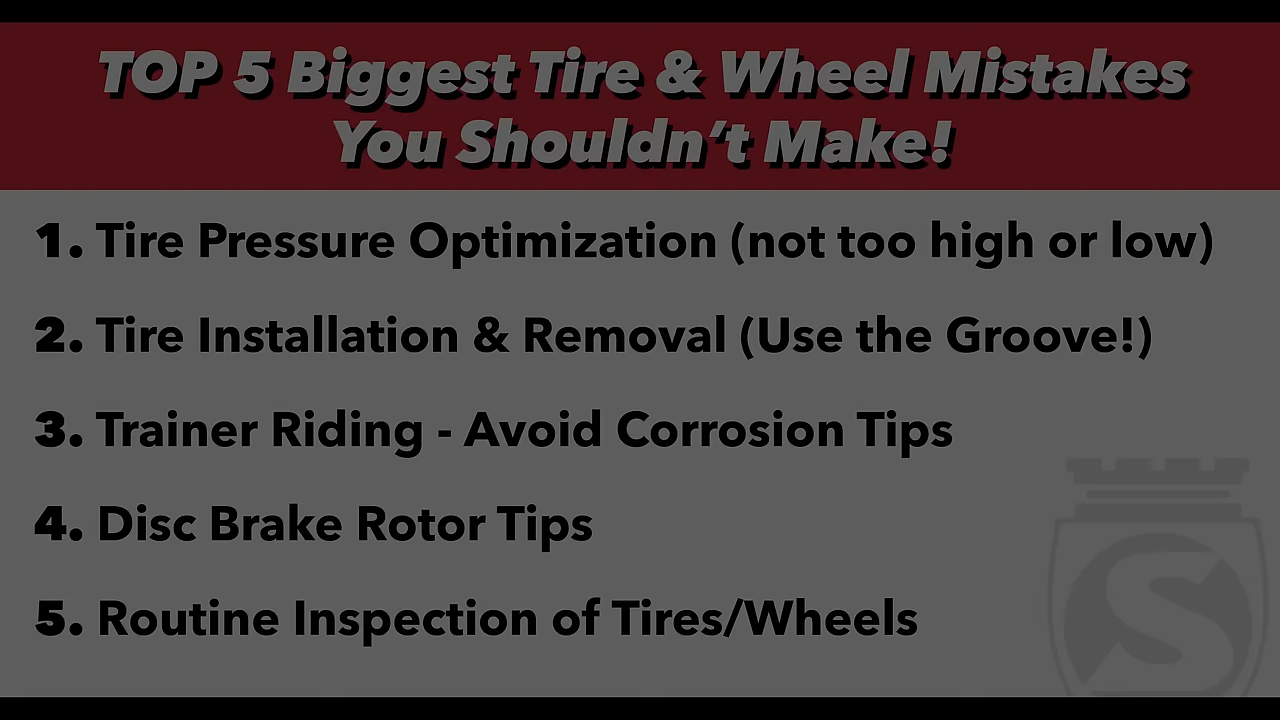 TOP 5 Biggest Tire & Wheel Mistakes
You Shouldn’t Make!
1. Tire Pressure Optimization (not too high or low)
2. Tire Installation & Removal (Use the Groove!)
3. Trainer Riding - Avoid Corrosion Tips
4. Disc Brake Rotor Tips
5. Routine Inspection of Tires/Wheels
S